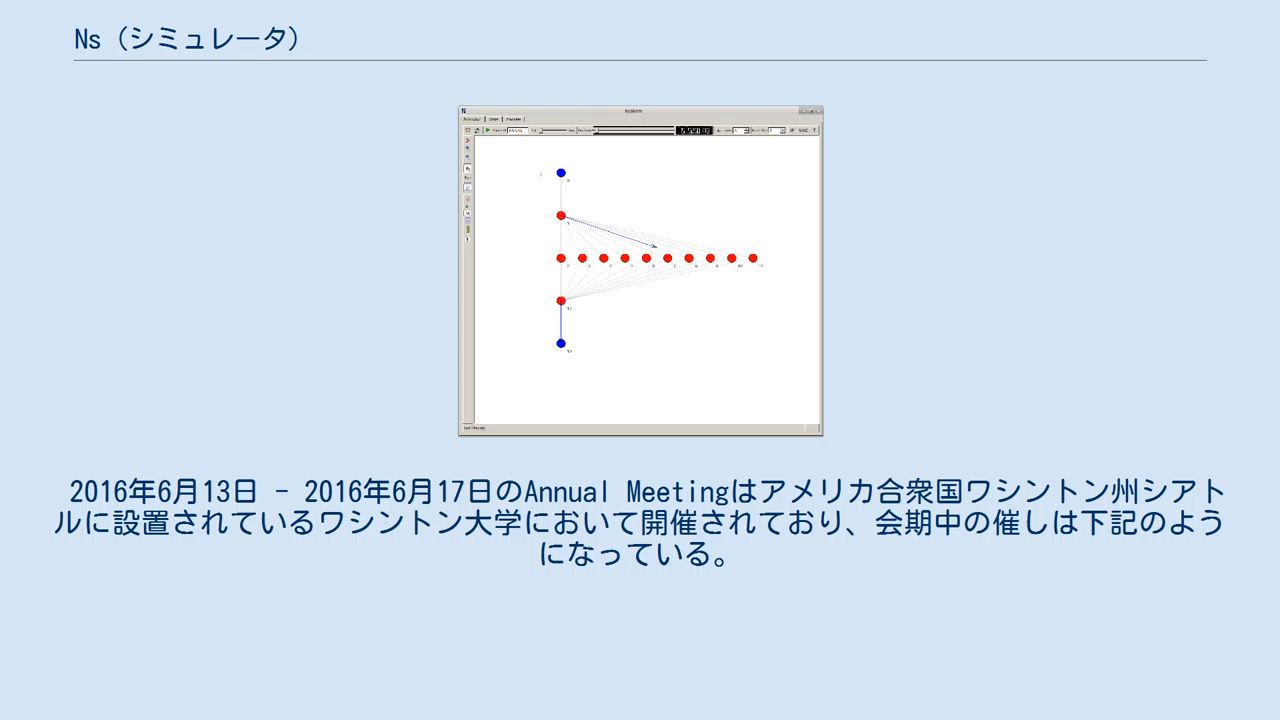 Ns（シミュレータ）
2016年6月13日 - 2016年6月17日のAnnual Meetingはアメリカ合衆国ワシントン州シアト
ルに設置されているワシントン大学において開催されており、会期中の催しは下記のよう
になっている。